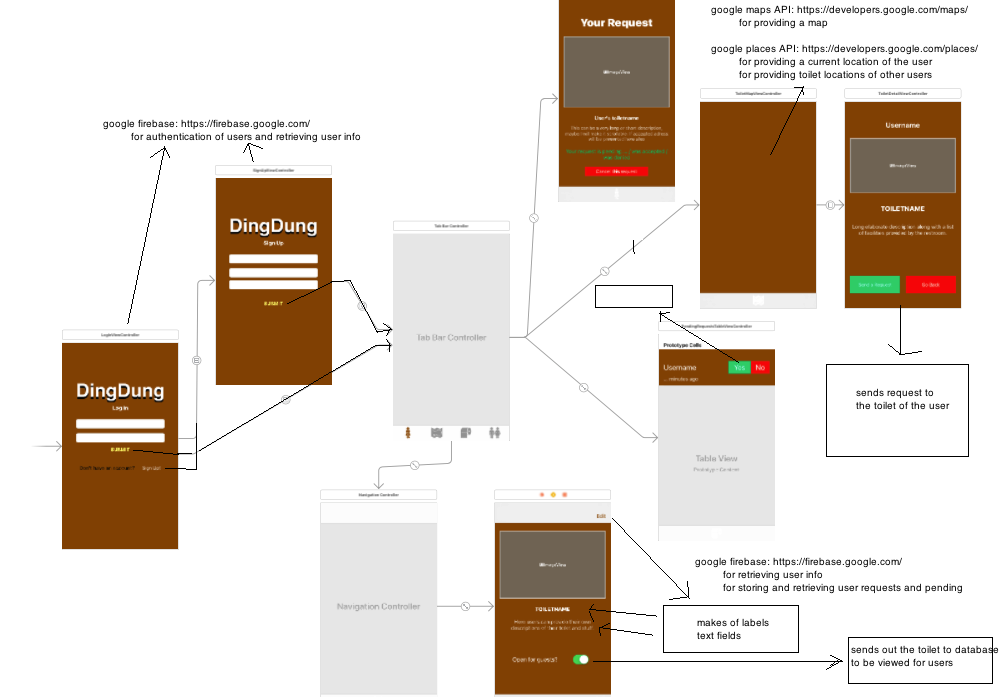 google maps API: https://developers.google.com/maps/
for providing a map
google places API: https://developers.google.com/places/
for providing a current location of the user
for providing toilet locations of other users
Your Request
UIImageView
User's toiletname
Cancel this request
ToiletMapViewController
ToiletDetailViewController
Username
UIImageView
TOILETNAME
Long elaborate description along with a list
of facilities provided by the restroom.
Send a Request
Go Back
google firebase: https://firebase.google.com/
for authentication of users and retrieving user info
SignUpViewController
DingDung
Sign Up
SUBMIT
Tab Bar Controller
Tab Bar Controller
LoginViewController
DingDung
Log In
SUBMIT
Don't have an account?
Sign Up!
PendingRequestsTableViewController
Prototype Cells
Username
Yes
No
... minutes ago
Table View
Prototype Content
sends request to
the toilet of the user
Navigation Controller
Navigation Controller
Edit
UIImageView
TOILETNAME
Open for guests?
google firebase: https://firebase.google.com/
for retrieving user info
for storing and retrieving user requests and pending
makes of labels
text fields
sends out the toilet to database
to be viewed for users